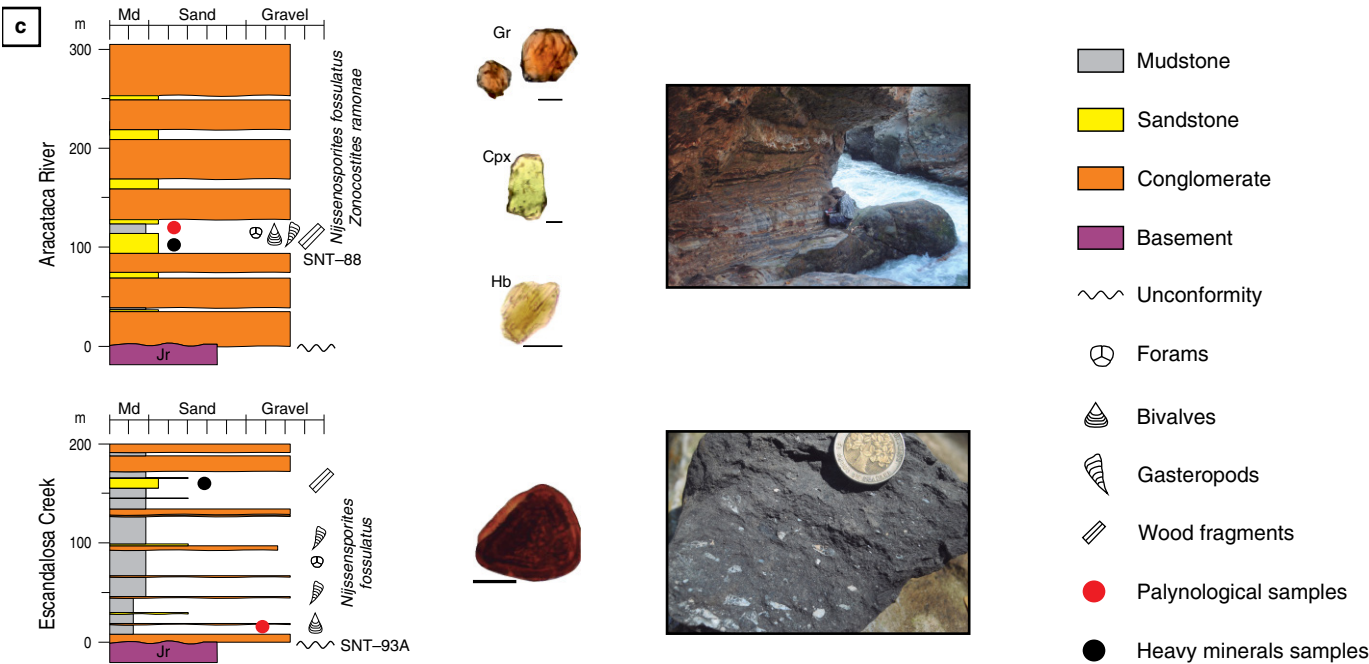 c
m
Md Sand Gravel
300
200
100
0
Aracataca River
Jr
Nijssenosporites fossulatus
Zonocostites ramonae
SNT–88
Gr
Cpx
Hb
m
Md Sand Gravel
200
100
0
Escandalosa Creek
Jr
Nijssensporites
fossulatus
SNT–93A
Mudstone
Sandstone
Conglomerate
Basement
Unconformity
Forams
Bivalves
Gasteropods
Wood fragments
Palynological samples
Heavy minerals samples